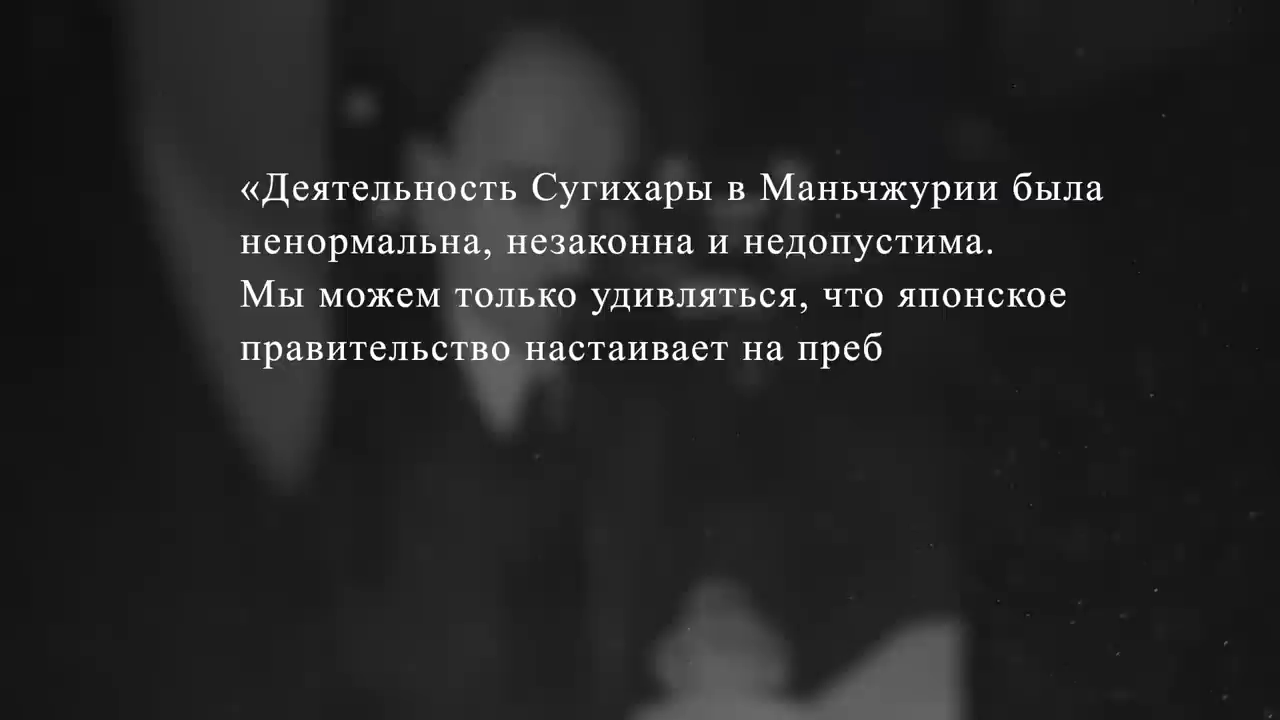 «Деятельность Сугихары в Маньчжурии была
ненормальна, незаконна и недопустима.
Мы можем только удивляться, что японское
правительство настаивает на преб